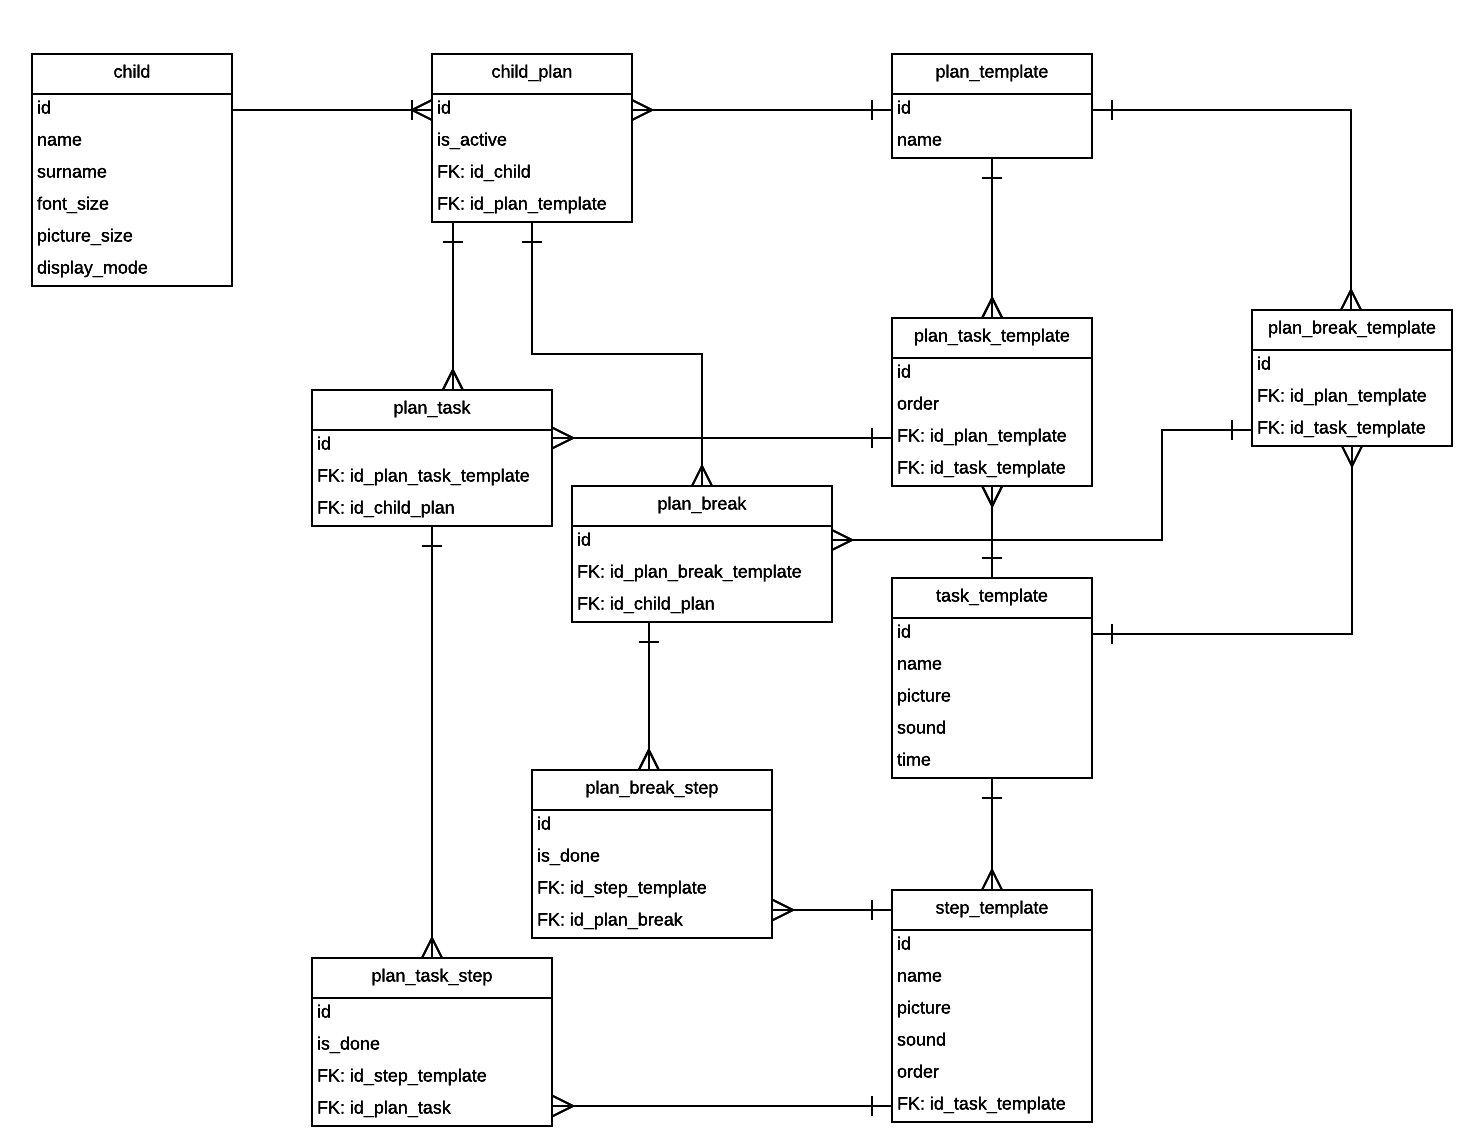 child
id
name
surname
font_size
picture_size
display_mode
child_plan
id
is_active
FK: id_child
FK: id_plan_template
plan_template
id
name
plan_task_template
id
order
FK: id_plan_template
FK: id_task_template
plan_break_template
id
FK: id_plan_template
FK: id_task_template
plan_task
id
FK: id_plan_task_template
FK: id_child_plan
plan_break
id
FK: id_plan_break_template
FK: id_child_plan
task_template
id
name
picture
sound
time
plan_break_step
id
is_done
FK: id_step_template
FK: id_plan_break
step_template
id
name
picture
sound
order
FK: id_task_template
plan_task_step
id
is_done
FK: id_step_template
FK: id_plan_task